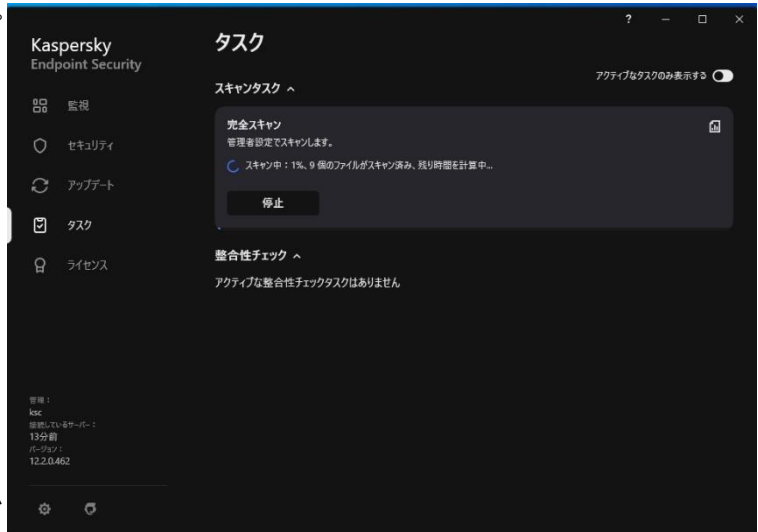 Kaspersky
Endpoint Security
監視
セキュリティ
アップデート
タスク
ライセンス
管理：
ksc
接続しているサーバー：
13分前
バージョン：
12.2.0.462
? 
タスク
アクティブなタスクのみ表示する
スキャンタスク
完全スキャン
管理者設定でスキャンします。
スキャン中：1%、9 個のファイルがスキャン済み、残り時間を計算中...
停止
整合性チェック
アクティブな整合性チェックタスクはありません